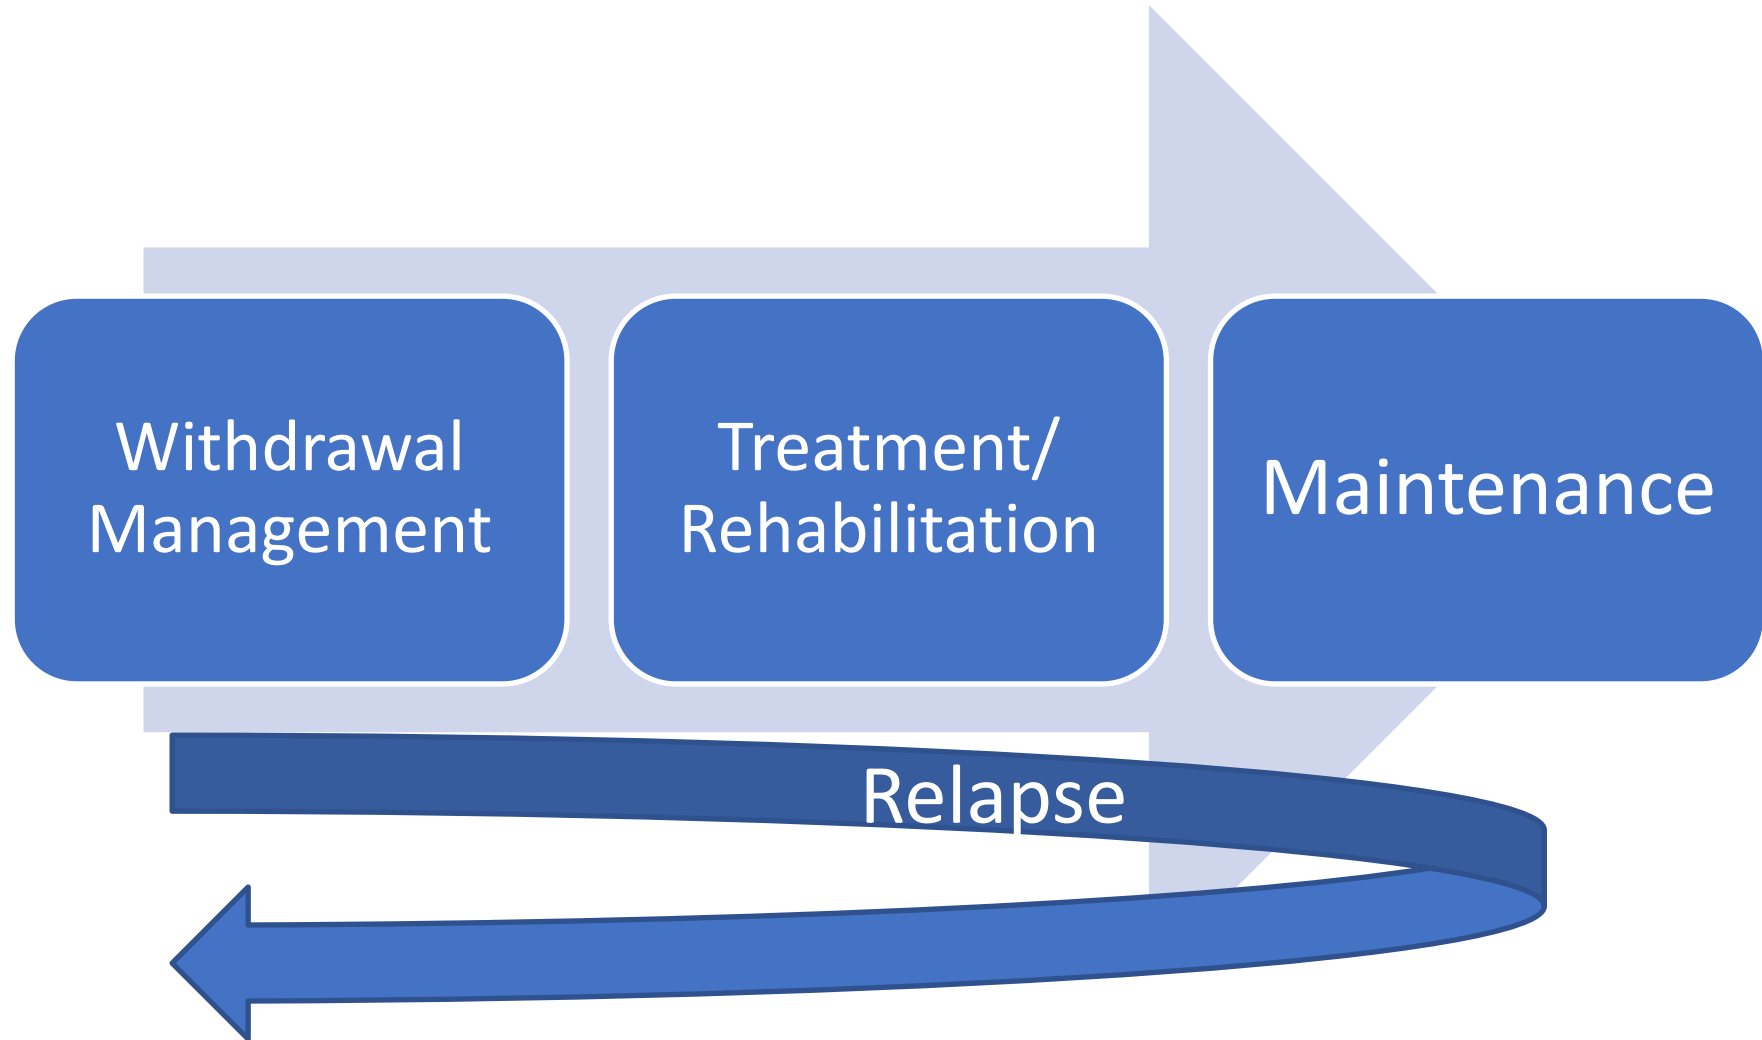 Withdrawal
Management
Treatment/
Rehabilitation
Maintenance
Relapse